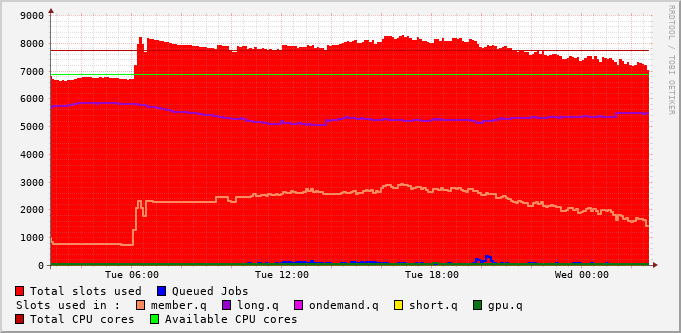 9000
8000
7000
6000
5000
4000
3000
2000
1000
0
Tue 06:00 Tue 12:00 Tue 18:00 Wed 00:00
Total slots used Queued Jobs
Slots used in : member.q long.q ondemand.q short.q gpu.q
Total CPU cores Available CPU cores
RRDTOOL / TOBI OETIKER